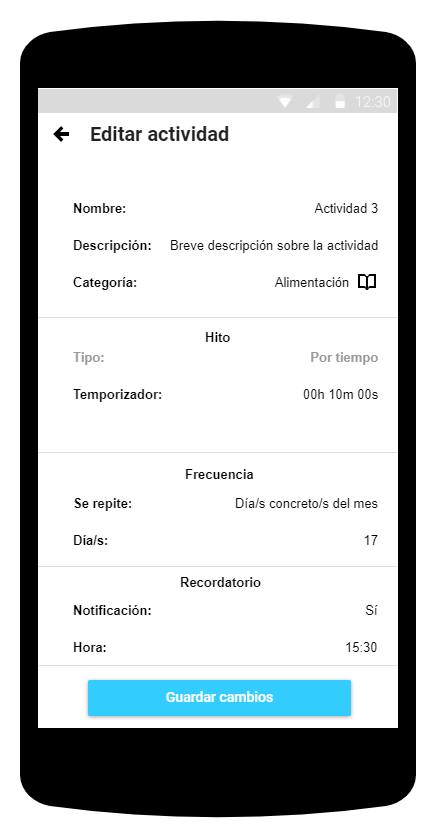 12:30
Editar actividad
Nombre: Actividad 3
Descripción: Breve descripción sobre la actividad
Categoría: Alimentación
Hito
Tipo: Por tiempo
Temporizador: 00h 10m 00s
Frecuencia
Se repite: Día/s concreto/s del mes
Día/s: 17
Recordatorio
Notificación: Sí
Hora: 15:30
Guardar cambios